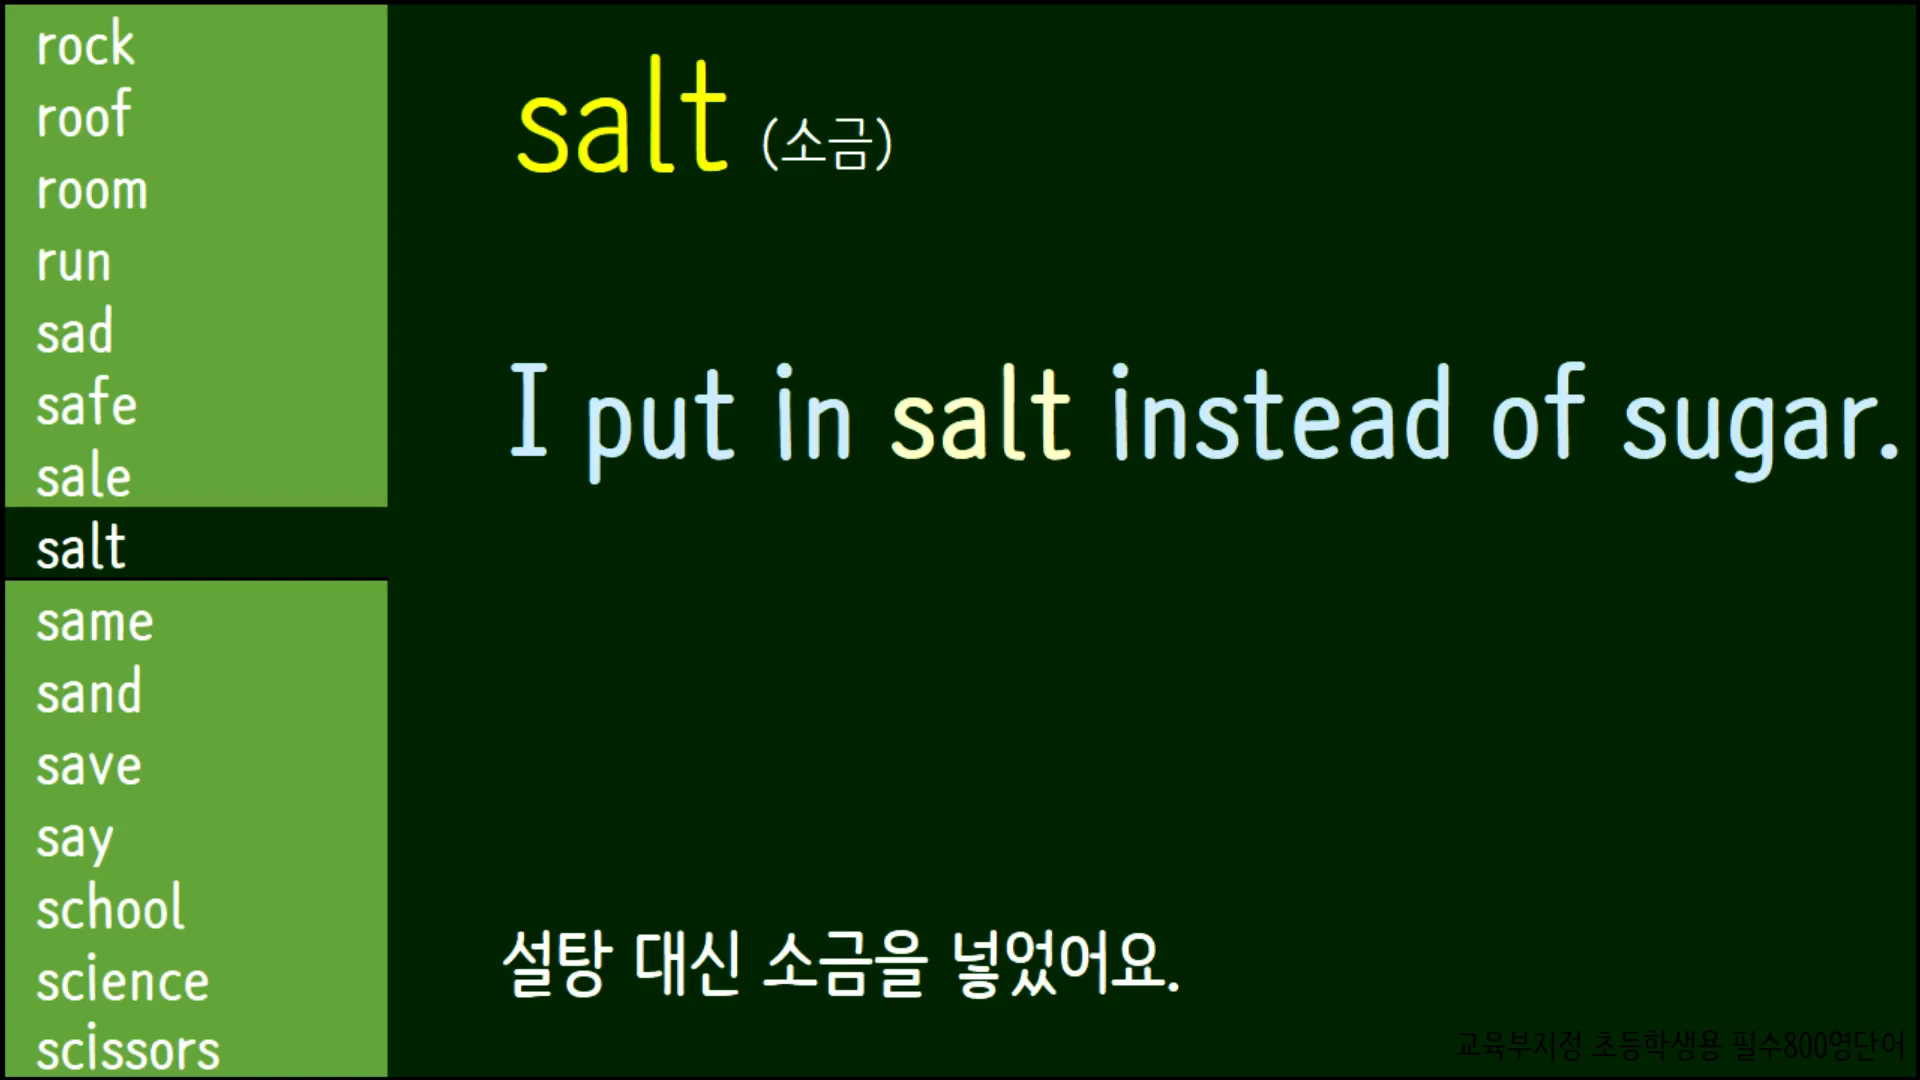 rock
roof
room
run
sad
safe
sale
salt
same
sand
save
say
school
science
scissors
salt (소금)
I put in salt instead of sugar.
설탕 대신 소금을 넣었어요.
교육부지정 초등학생용 필수800영단어